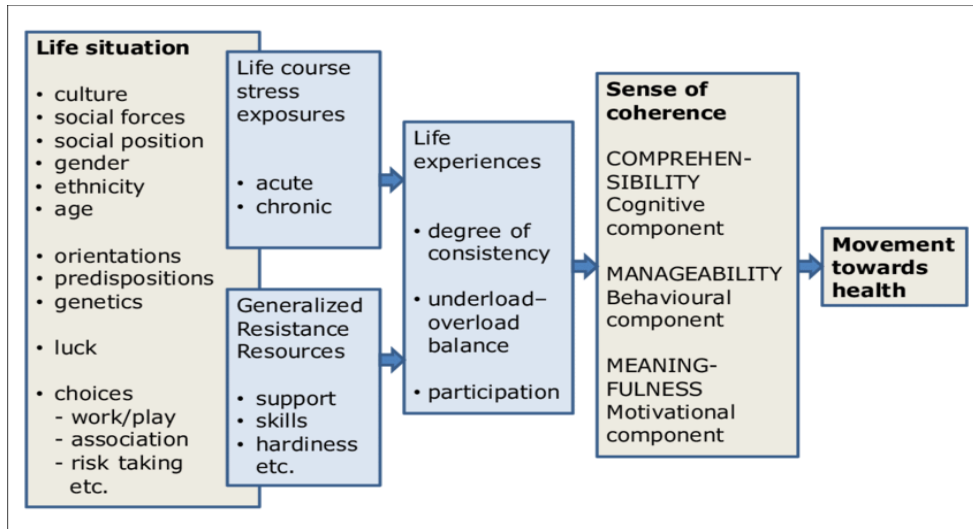 Life situation
• culture
• social forces
• social position
• gender
• ethnicity
• age
• orientations
• predispositions
• genetics
• luck
• choices
- work/play
- association
- risk taking
etc.
Life course
stress
exposures
• acute
• chronic
Generalized
Resistance
Resources
• support
• skills
• hardiness
etc.
Life
experiences
• degree of
consistency
• underload–
overload
balance
• participation
Sense of
coherence
COMPREHEN-
SIBILITY
Cognitive
component
MANAGEABILITY
Behavioural
component
MEANING-
FULNESS
Motivational
component
Movement
towards
health